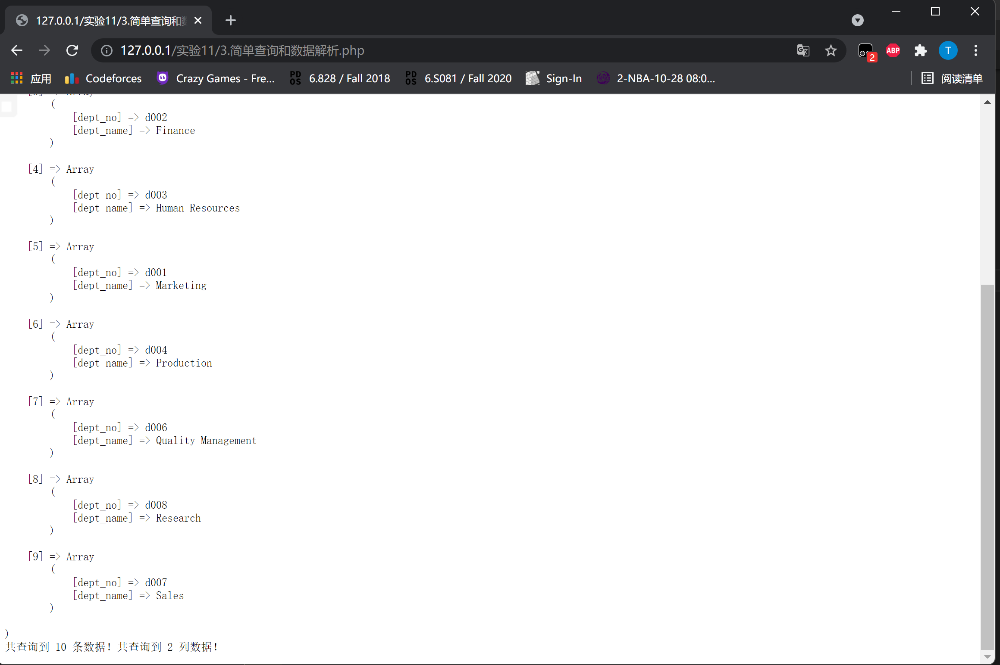 127.0.0.1/实验11/3.简单查询和
127.0.0.1/实验11/3.简单查询和数据解析.php
2
ABP
T
应用
Codeforces
Crazy Games - Fre...
PD
OS
6.828 / Fall 2018
PD
OS
6.S081 / Fall 2020
Sign-In
2-NBA-10-28 08:0...
阅读清单
(
[dept_no] => d002
[dept_name] => Finance
)
[4] => Array
(
[dept_no] => d003
[dept_name] => Human Resources
)
[5] => Array
(
[dept_no] => d001
[dept_name] => Marketing
)
[6] => Array
(
[dept_no] => d004
[dept_name] => Production
)
[7] => Array
(
[dept_no] => d006
[dept_name] => Quality Management
)
[8] => Array
(
[dept_no] => d008
[dept_name] => Research
)
[9] => Array
(
[dept_no] => d007
[dept_name] => Sales
)
)
共查询到 10 条数据！共查询到 2 列数据！